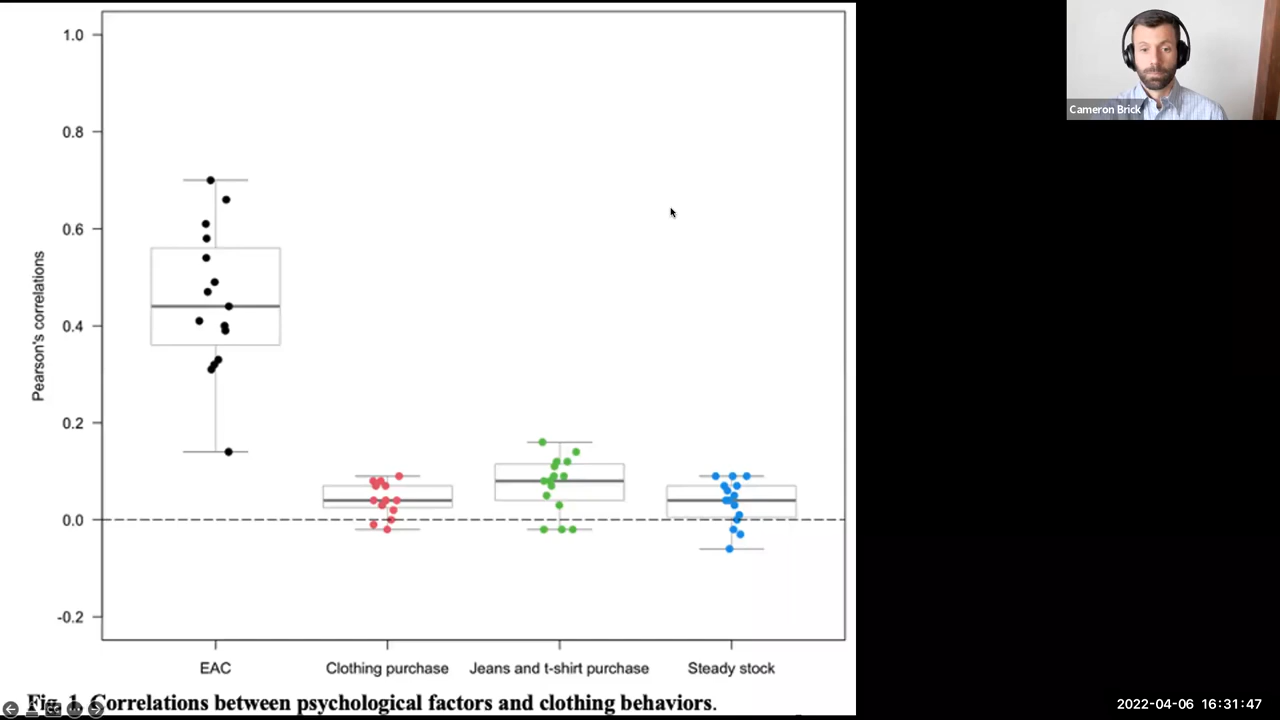 1.0
0.8
0.6
0.4
0.2
0.0
-0.2
Pearson's correlations
EAC
Clothing purchase
Jeans and t-shirt purchase
Steady stock
Fig. 1. Correlations between psychological factors and clothing behaviors.
Cameron Brick
2022-04-06 16:31:47